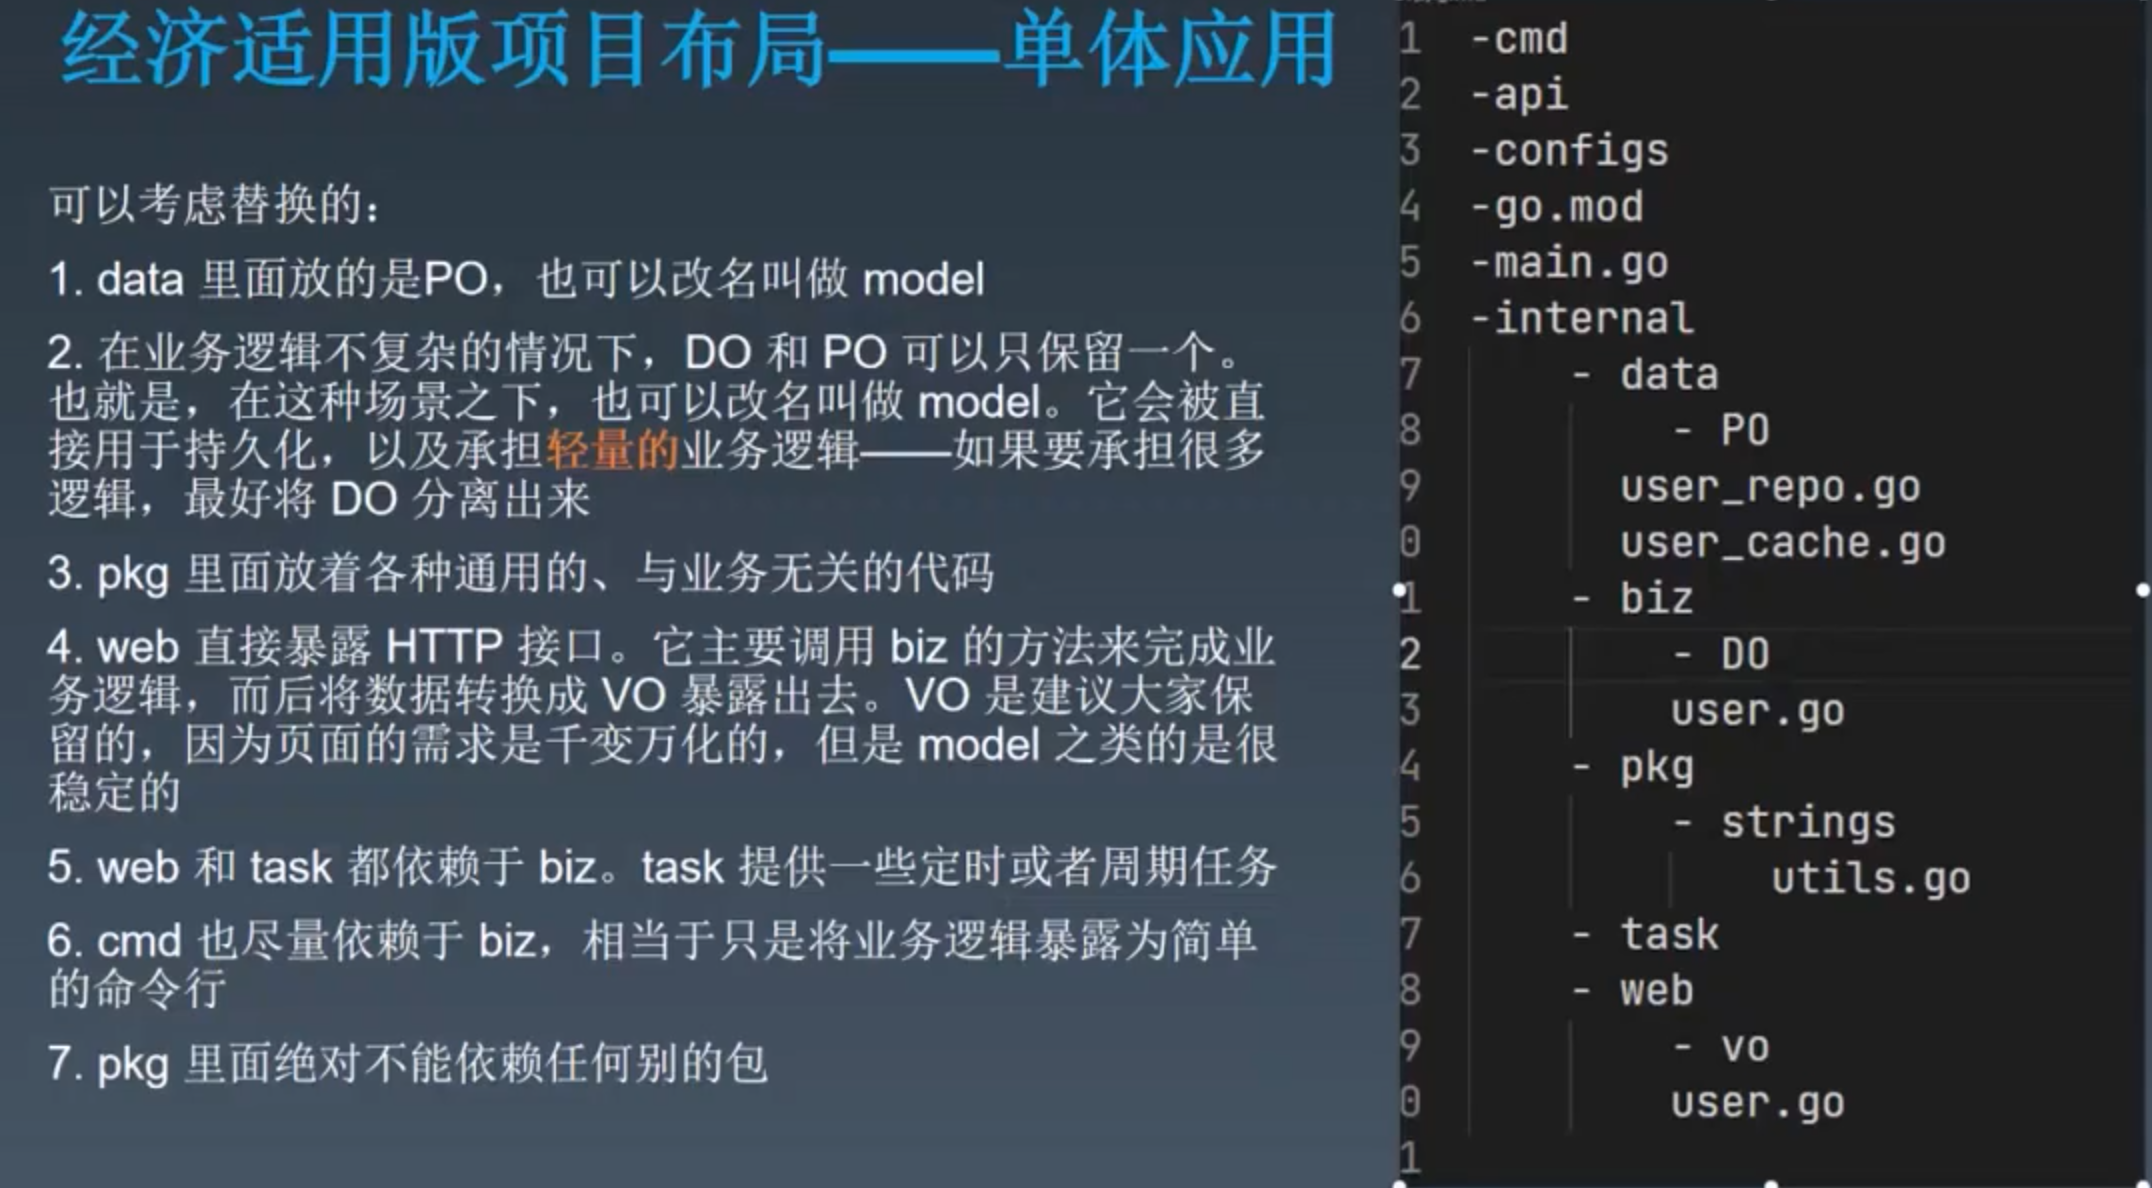 经济适用版项目布局——单体应用
可以考虑替换的：
1. data 里面放的是PO，也可以改名叫做 model
2. 在业务逻辑不复杂的情况下，DO 和 PO 可以只保留一个。
也就是，在这种场景之下，也可以改名叫做 model。它会被直
接用于持久化，以及承担轻量的业务逻辑——如果要承担很多
逻辑，最好将 DO 分离出来
3. pkg 里面放着各种通用的、与业务无关的代码
4. web 直接暴露 HTTP 接口。它主要调用 biz 的方法来完成业
务逻辑，而后将数据转换成 VO 暴露出去。VO 是建议大家保
留的，因为页面的需求是千变万化的，但是 model 之类的是很
稳定的
5. web 和 task 都依赖于 biz。task 提供一些定时或者周期任务
6. cmd 也尽量依赖于 biz，相当于只是将业务逻辑暴露为简单
的命令行
7. pkg 里面绝对不能依赖任何别的包
1 -cmd
2 -api
3 -configs
4 -go.mod
5 -main.go
6 -internal
7 - data
8 - PO
9 user_repo.go
0 user_cache.go
1 - biz
2 - DO
3 user.go
4 - pkg
5 - strings
6 utils.go
7 - task
8 - web
9 - vo
0 user.go
1